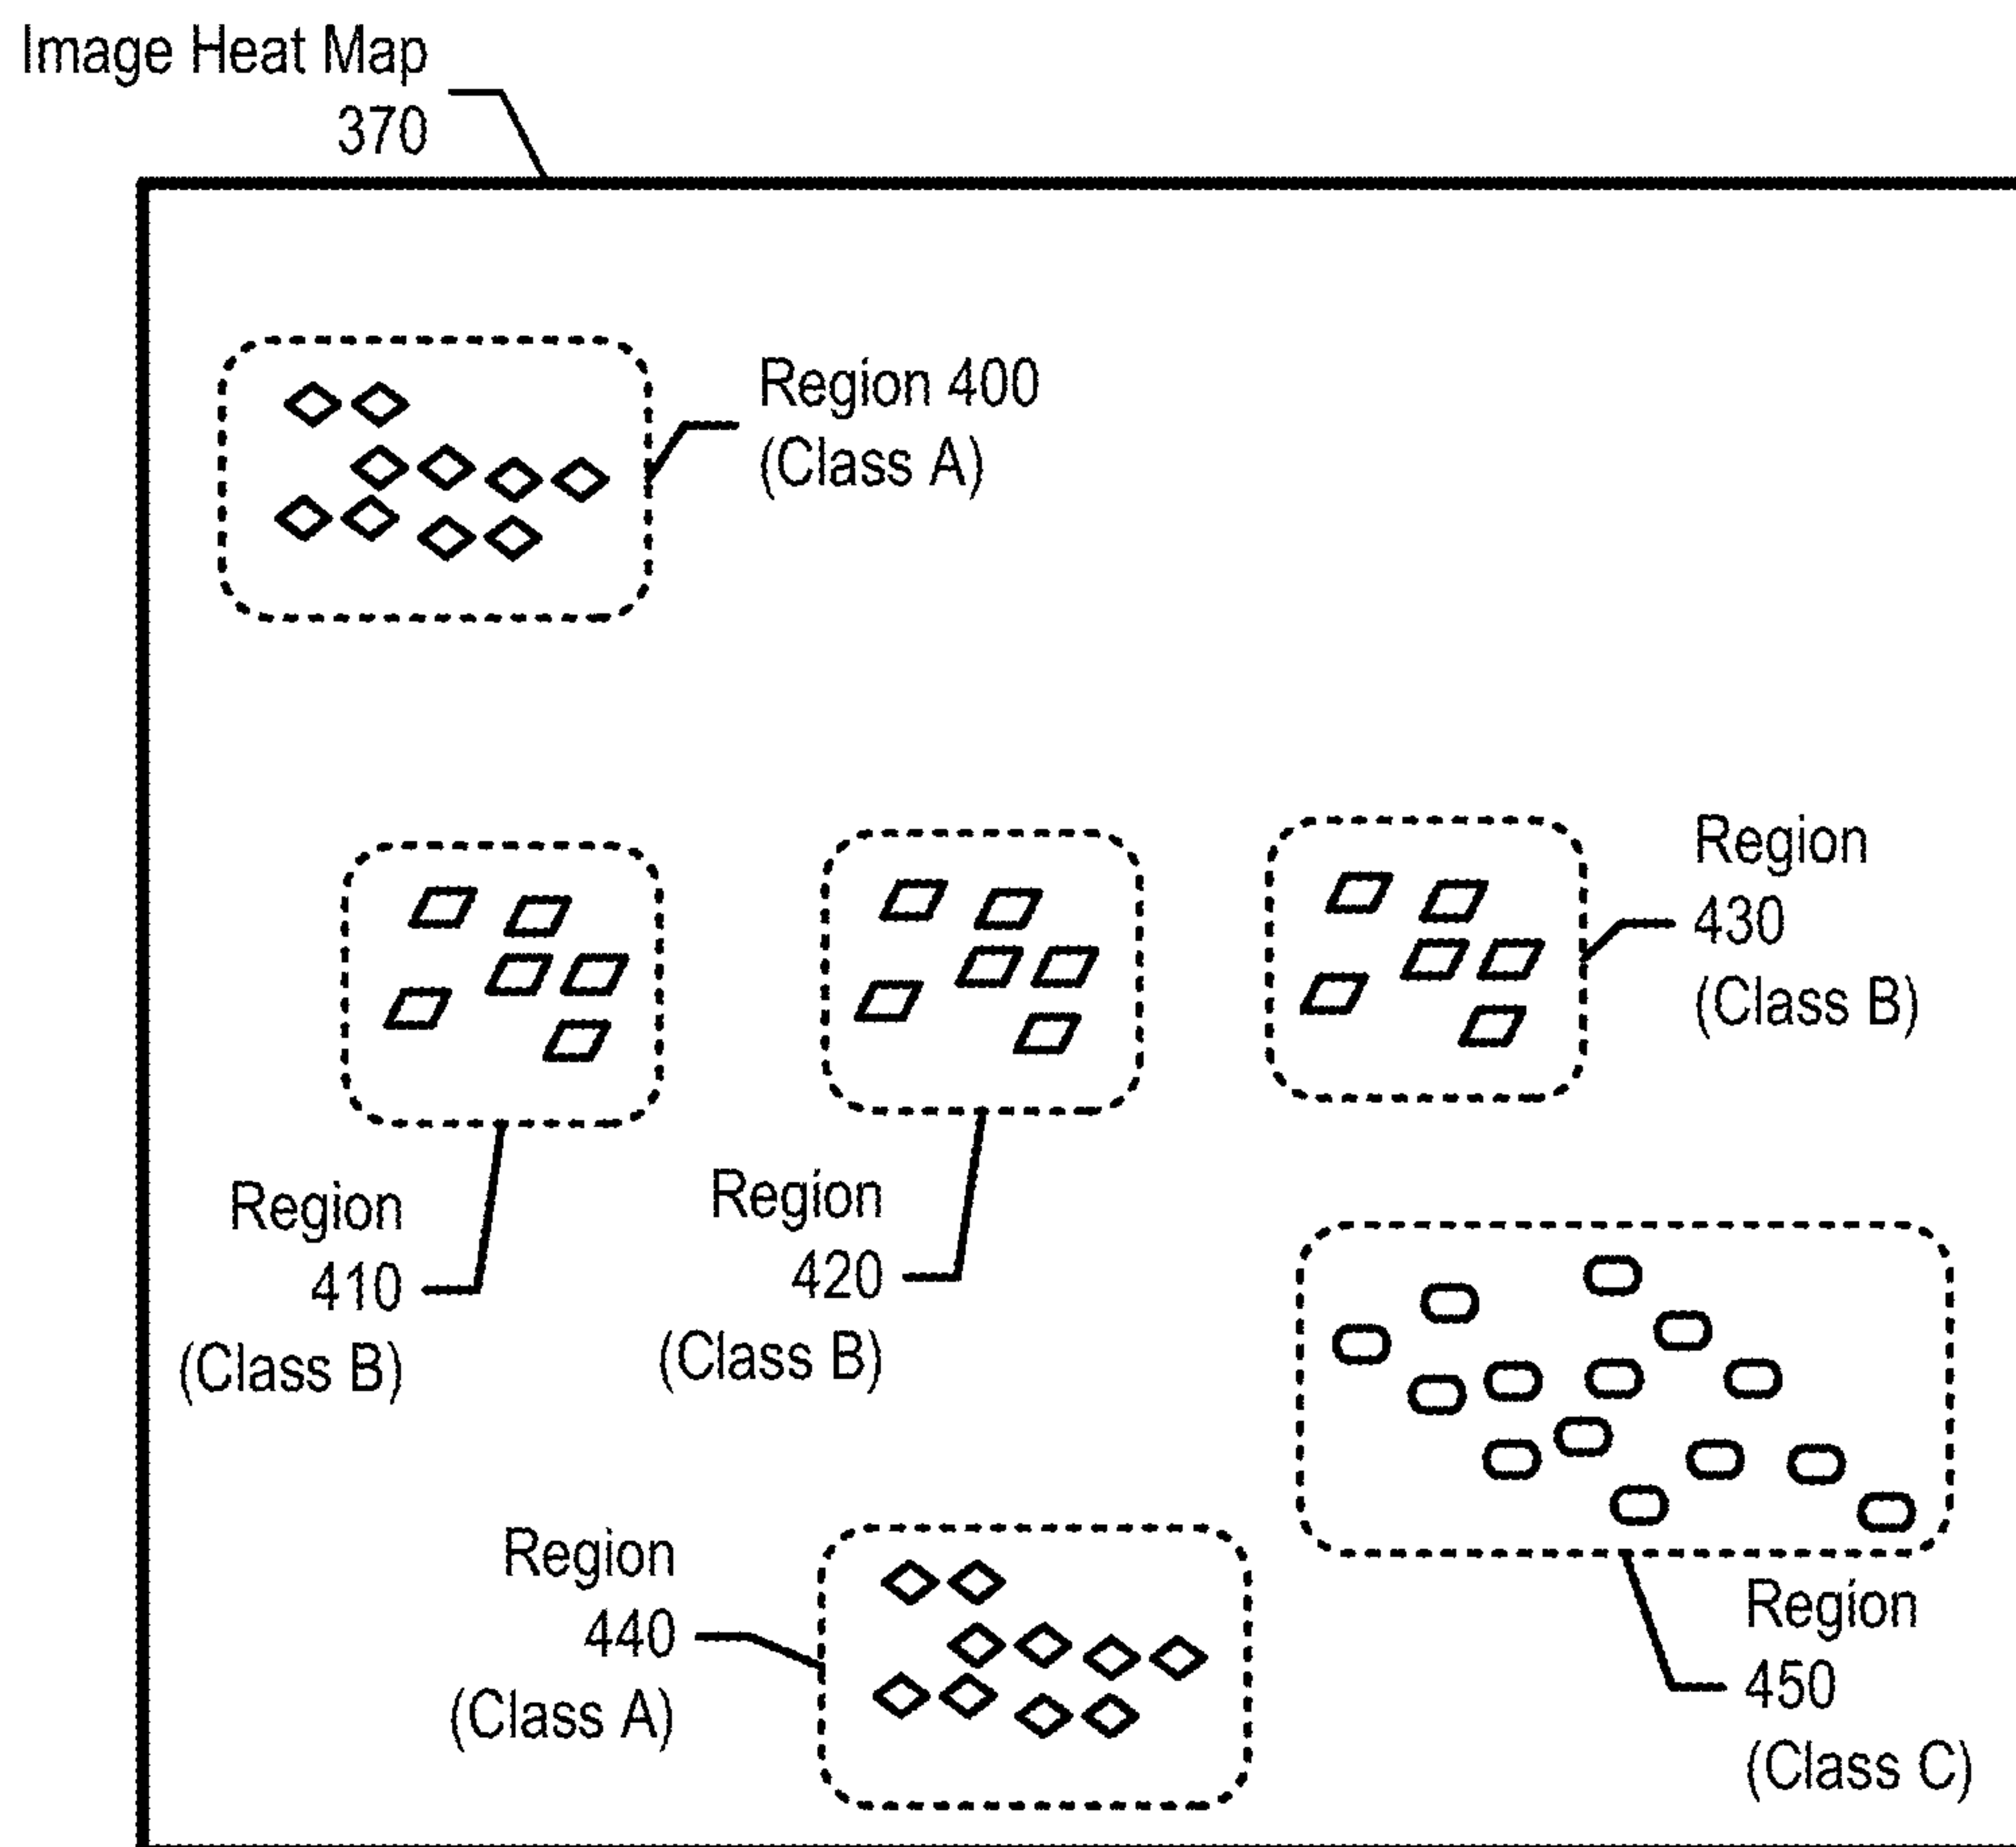 Image Heat Map
370
Region 400
(Class A)
Region
430
(Class B)
Region
410
(Class B)
Region
420
(Class B)
Region
440
(Class A)
Region
450
(Class C)